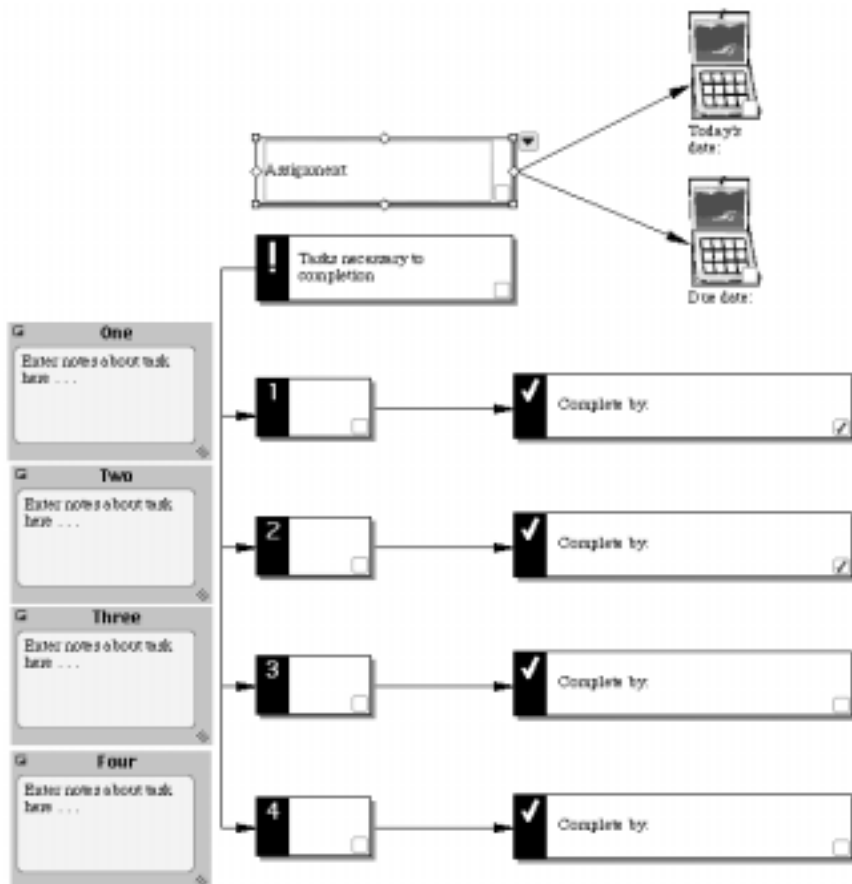 Today's
date:
Assignment
! Tasks necessary to
completion
Due date:
One
Enter notes about task
here . . .
1
Complete by:
Two
Enter notes about task
here . . .
2
Complete by:
Three
Enter notes about task
here . . .
3
Complete by:
Four
Enter notes about task
here . . .
4
Complete by: